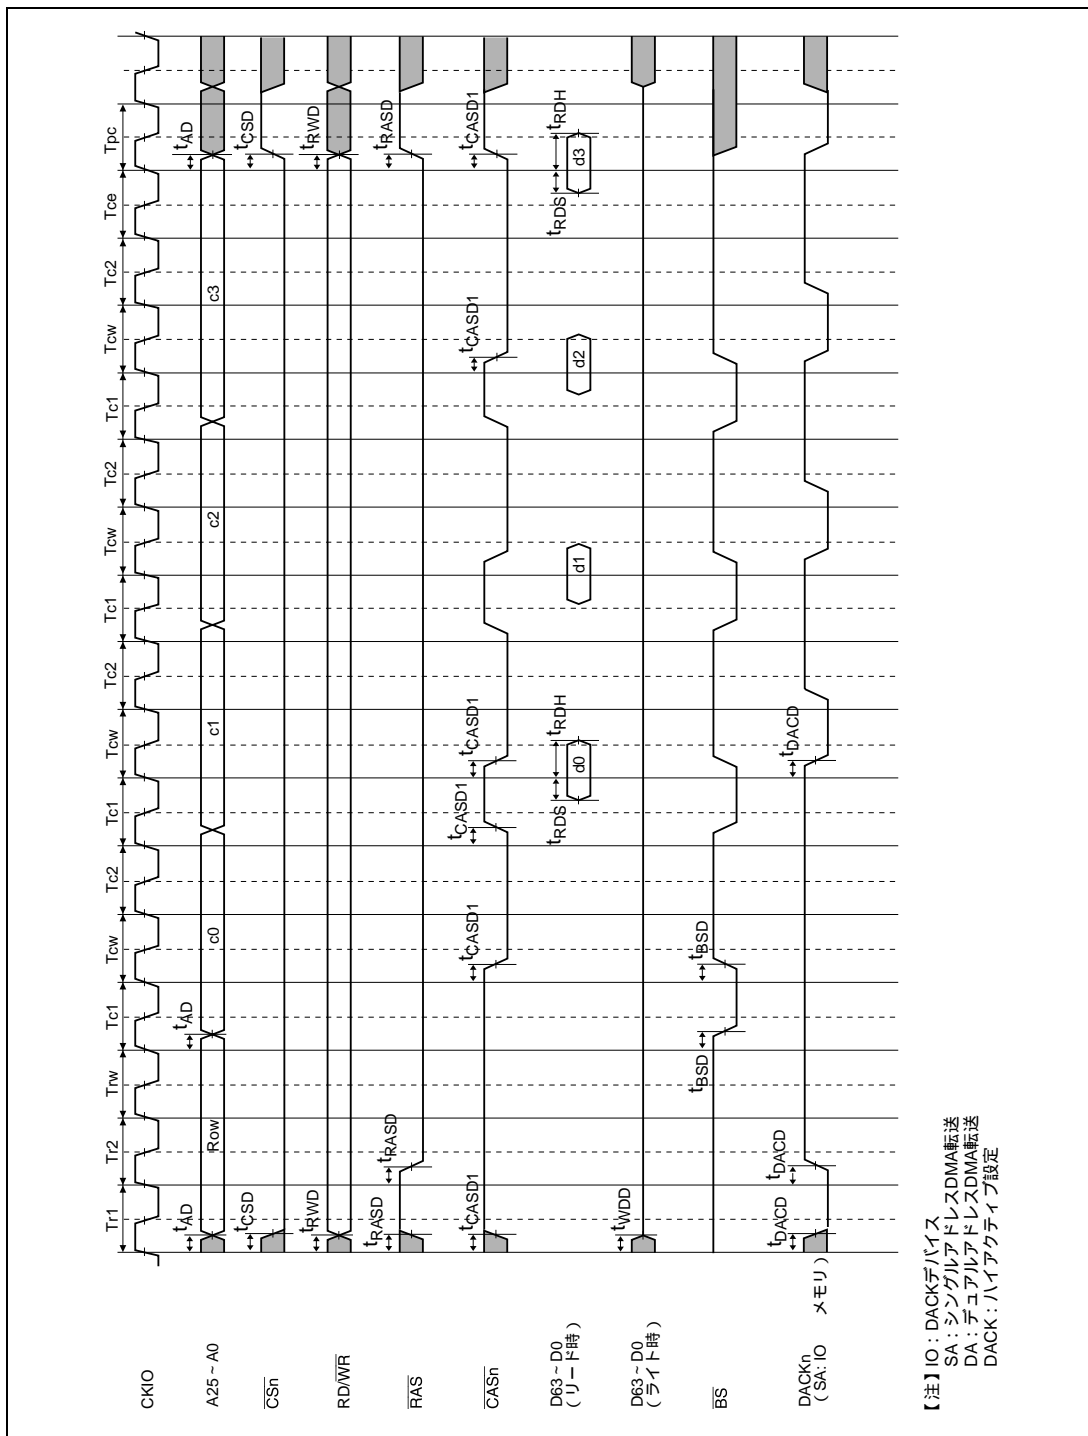 Tr1 Tr2 Trw Tc1 Tcw Tc2 Tc1 Tcw Tc2 Tc1 Tcw Tc2 Tc1 Tcw Tc2 Tce Tpc
CKIO
tAD tAD tAD
A25 ~ A0 Row c0 c1 c2 c3
tCSD tCSD
CSn
tRWD tRWD
RD/WR
tRASD tRASD tRASD
RAS
tCASD1 tCASD1 tCASD1 tCASD1 tCASD1 tCASD1
CASn
D63 ~ D0
（リード時）
tRDS d0 tRDH d1 d2 tRDS d3 tRDH
tWDD
D63 ~ D0
（ライト時）
tBSD tBSD
BS
tDACD tDACD tDACD
DACKn
（SA: IO メモリ）
【注】IO：DACKデバイス
SA：シングルアドレスDMA転送
DA：デュアルアドレスDMA転送
DACK：ハイアクティブ設定